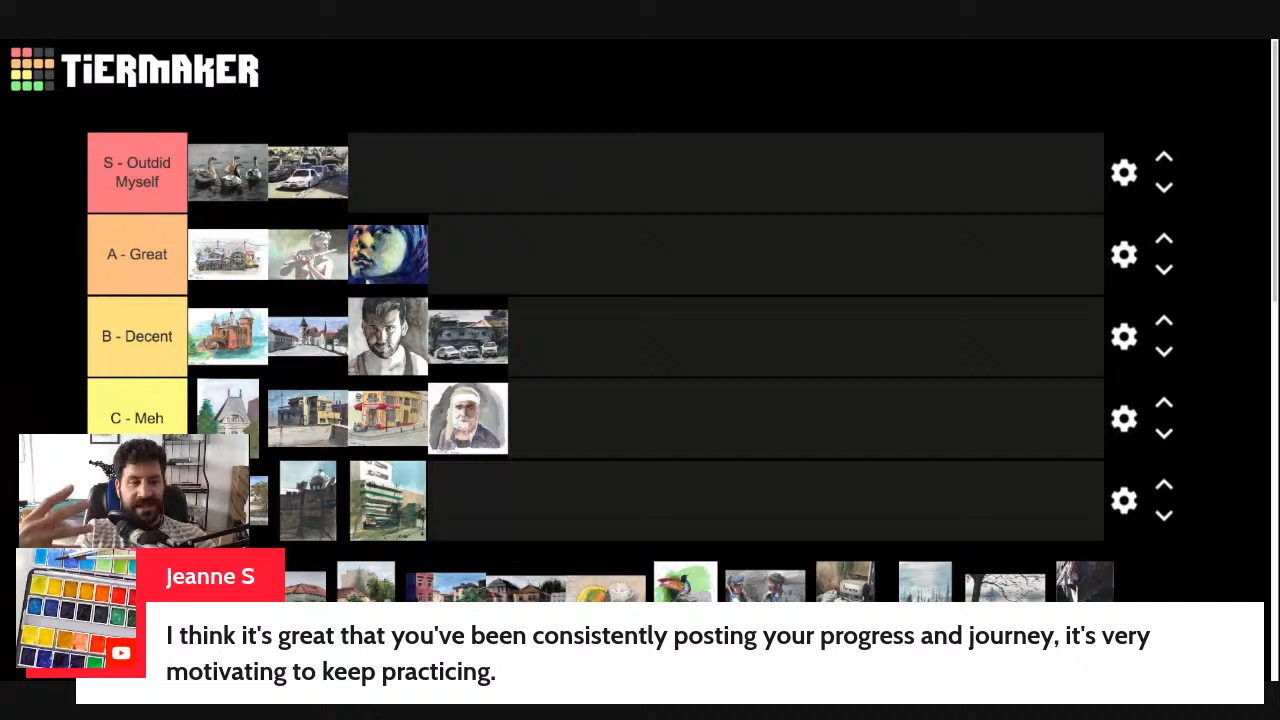 TiERMAKER
S - Outdid
Myself
A - Great
B - Decent
C - Meh
Jeanne S
I think it's great that you've been consistently posting your progress and journey, it's very
motivating to keep practicing.